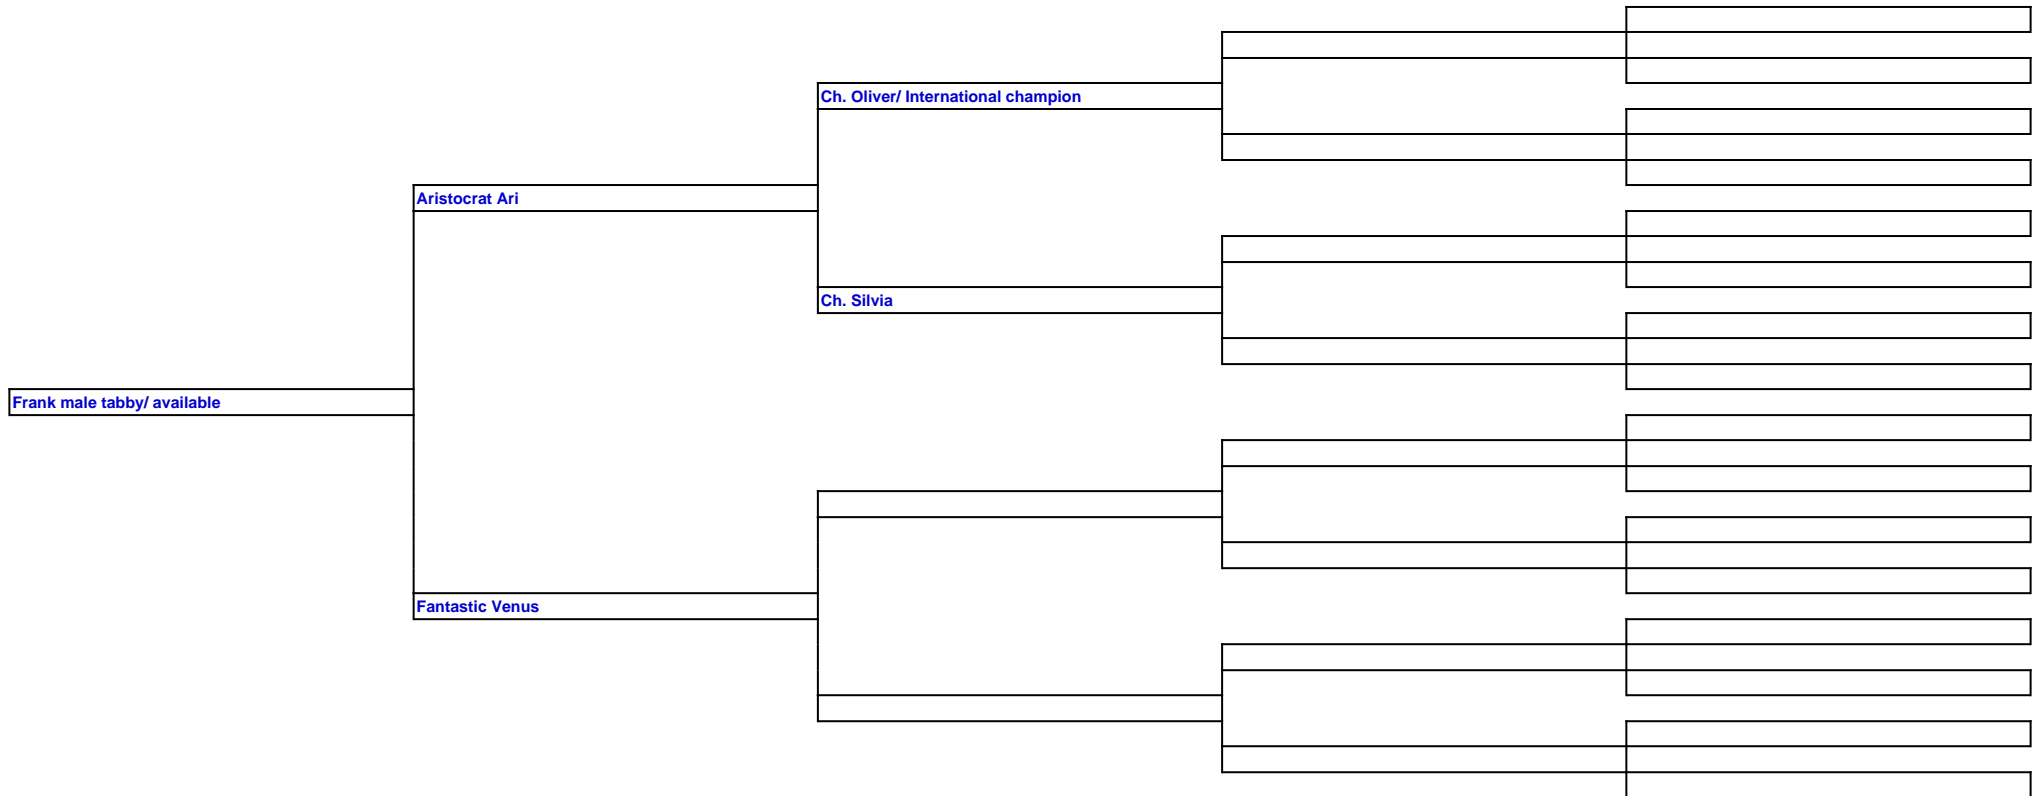 Ch. Oliver/ International champion
Aristocrat Ari
Ch. Silvia
Frank male tabby/ available
Fantastic Venus